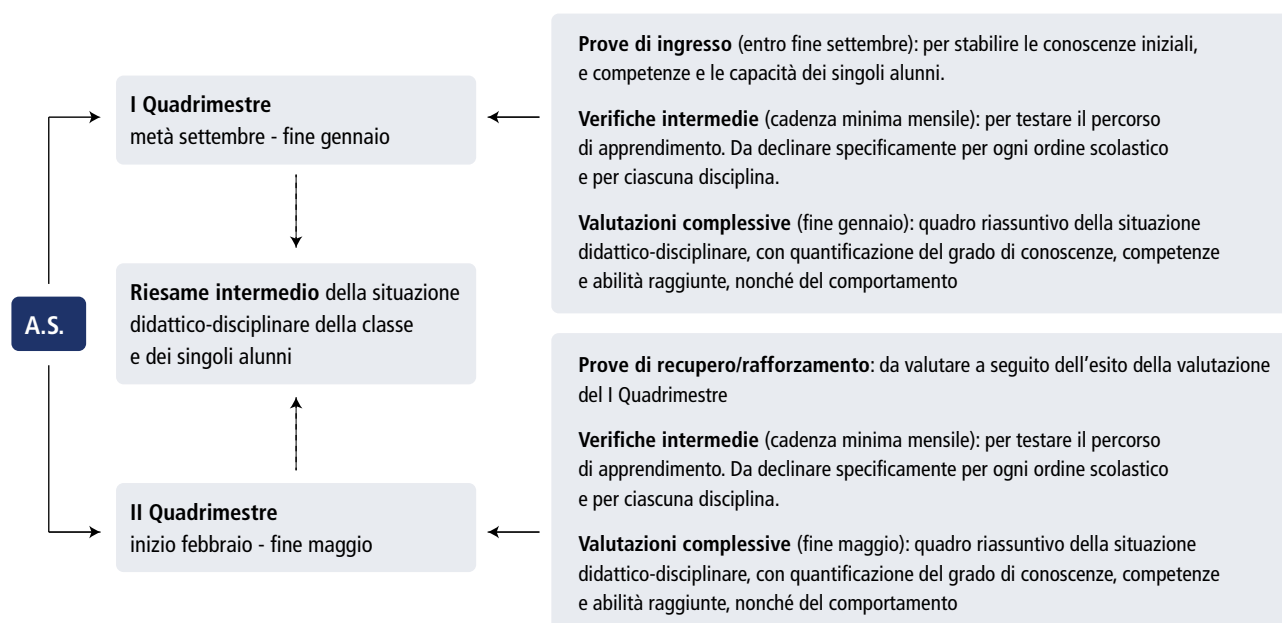 A.S.
I Quadrimestre
metà settembre - fine gennaio
Riesame intermedio della situazione
didattico-disciplinare della classe
e dei singoli alunni
II Quadrimestre
inizio febbraio - fine maggio
Prove di ingresso (entro fine settembre): per stabilire le conoscenze iniziali,
e competenze e le capacità dei singoli alunni.
Verifiche intermedie (cadenza minima mensile): per testare il percorso
di apprendimento. Da declinare specificamente per ogni ordine scolastico
e per ciascuna disciplina.
Valutazioni complessive (fine gennaio): quadro riassuntivo della situazione
didattico-disciplinare, con quantificazione del grado di conoscenze, competenze
e abilità raggiunte, nonché del comportamento
Prove di recupero/rafforzamento: da valutare a seguito dell'esito della valutazione
del I Quadrimestre
Verifiche intermedie (cadenza minima mensile): per testare il percorso
di apprendimento. Da declinare specificamente per ogni ordine scolastico
e per ciascuna disciplina.
Valutazioni complessive (fine maggio): quadro riassuntivo della situazione
didattico-disciplinare, con quantificazione del grado di conoscenze, competenze
e abilità raggiunte, nonché del comportamento